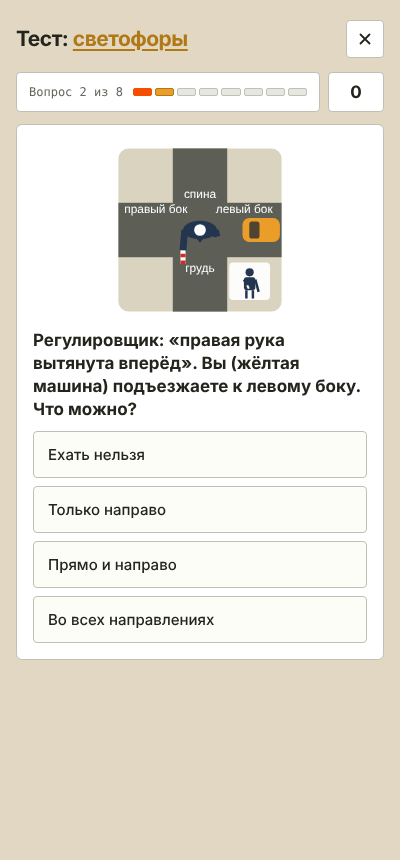 Тест: светофоры
✕
Вопрос 2 из 8
0
спина
правый бок левый бок
грудь
Регулировщик: «правая рука
вытянута вперёд». Вы (жёлтая
машина) подъезжаете к левому боку.
Что можно?
Ехать нельзя
Только направо
Прямо и направо
Во всех направлениях